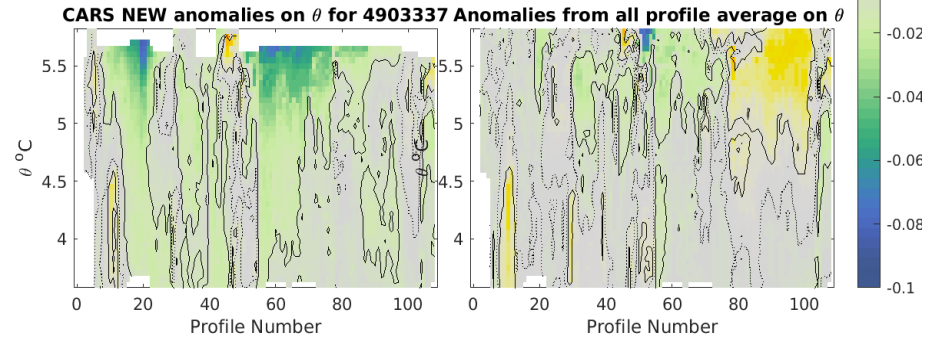 CARS NEW anomalies on θ for 4903337 Anomalies from all profile average on θ
5.5
5
4.5
4
θ °C
0 20 40 60 80 100
Profile Number
5.5
5
4.5
4
θ °C
0 20 40 60 80 100
Profile Number
-0.02
-0.04
-0.06
-0.08
-0.1